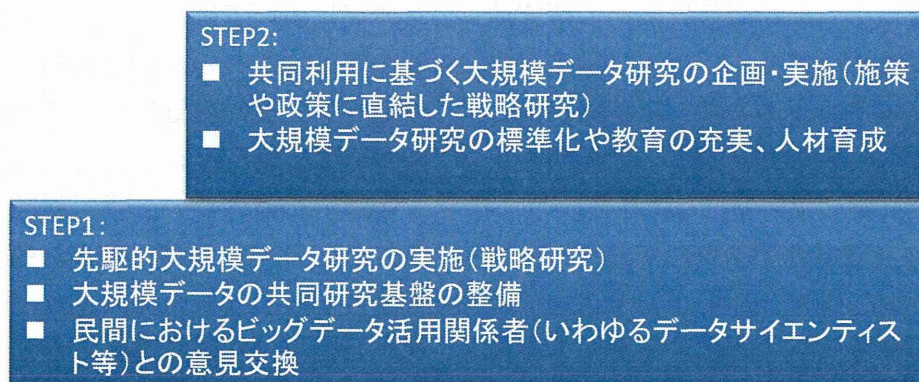 STEP2:
■ 共同利用に基づく大規模データ研究の企画・実施(施策
や政策に直結した戦略研究)
■ 大規模データ研究の標準化や教育の充実、人材育成
STEP1:
■ 先駆的大規模データ研究の実施(戦略研究)
■ 大規模データの共同研究基盤の整備
■ 民間におけるビッグデータ活用関係者(いわゆるデータサイエンティス
ト等)との意見交換